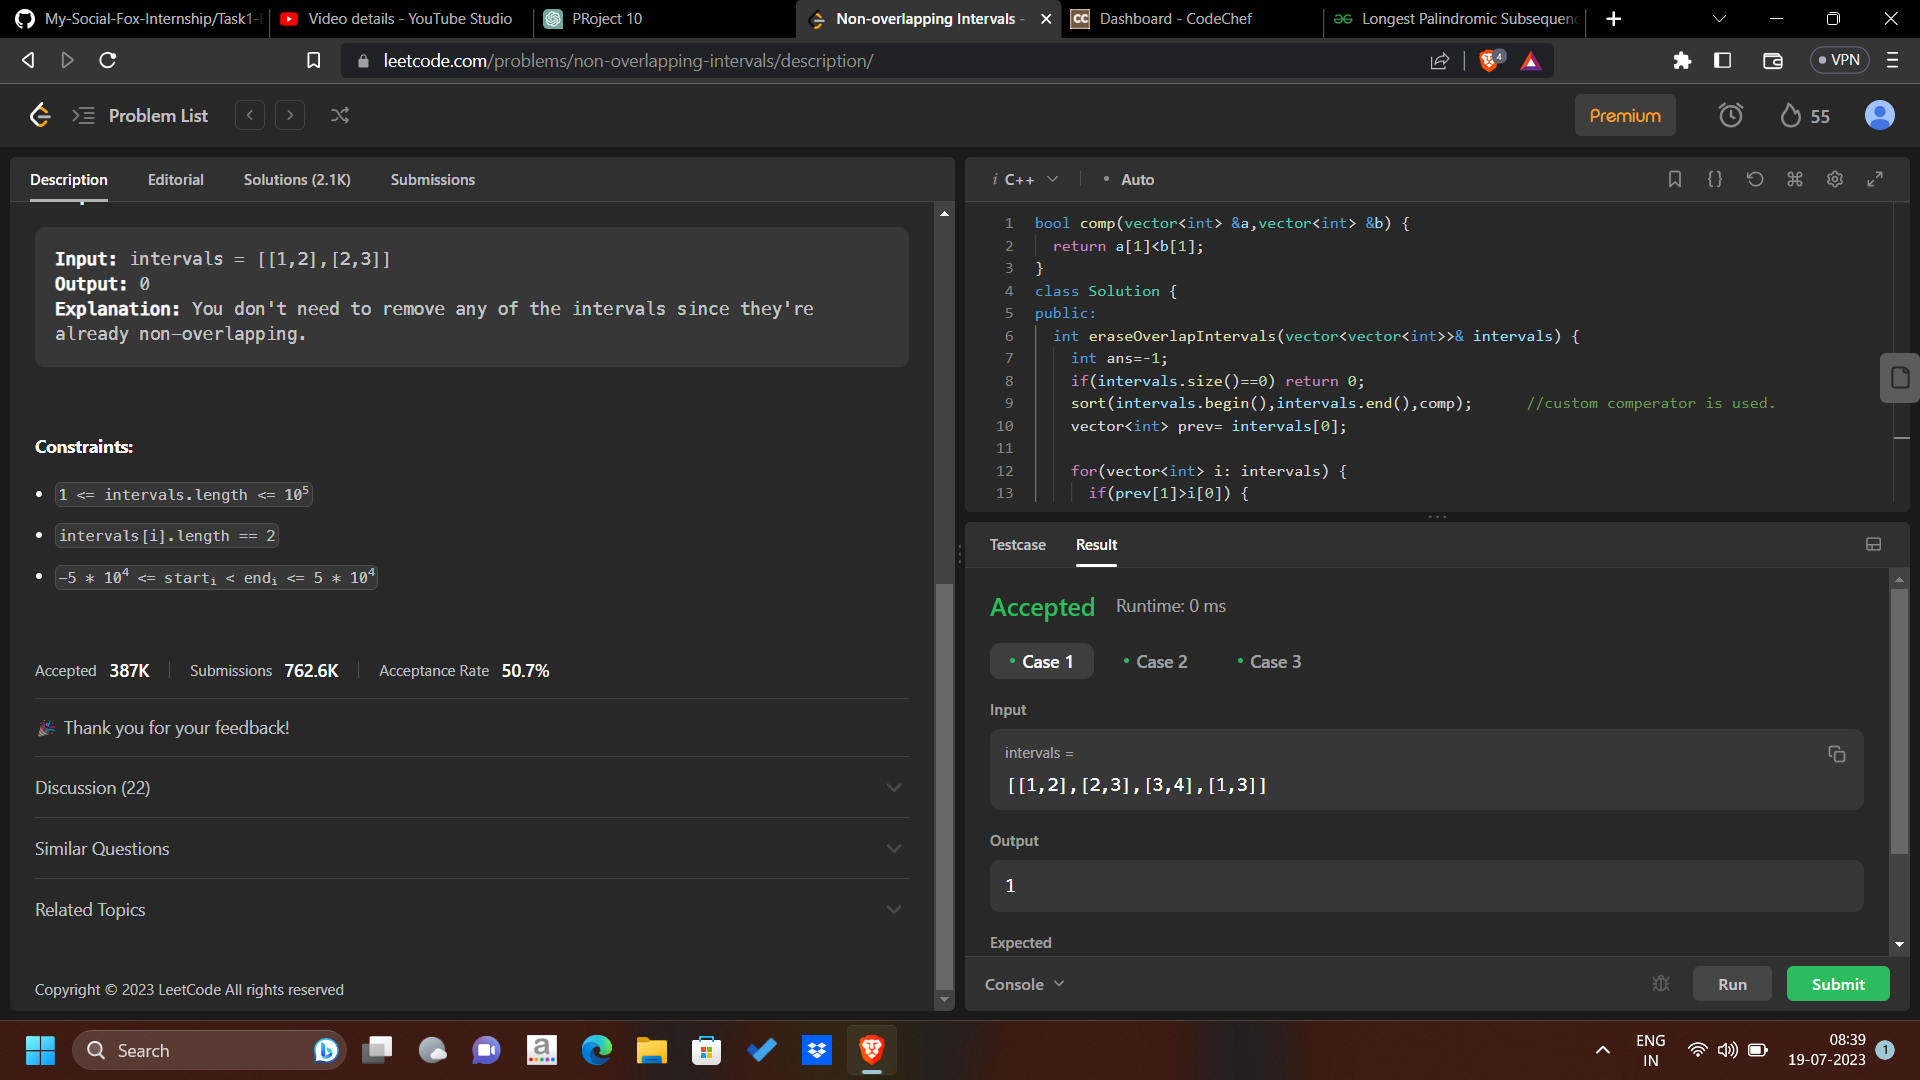 My-Social-Fox-Internship/Task1-
Video details - YouTube Studio
PRoject 10
Non-overlapping Intervals -
Dashboard - CodeChef
Longest Palindromic Subsequenc
leetcode.com/problems/non-overlapping-intervals/description/
4
VPN
Problem List
Premium
55
Description
Editorial
Solutions (2.1K)
Submissions
Input: intervals = [[1,2],[2,3]]
Output: 0
Explanation: You don't need to remove any of the intervals since they're
already non-overlapping.
Constraints:
• 1 <= intervals.length <= 10⁵
• intervals[i].length == 2
• -5 * 10⁴ <= startᵢ < endᵢ <= 5 * 10⁴
Accepted 387K
Submissions 762.6K
Acceptance Rate 50.7%
🎉 Thank you for your feedback!
Discussion (22)
Similar Questions
Related Topics
Copyright © 2023 LeetCode All rights reserved
i C++
• Auto
1 bool comp(vector<int> &a,vector<int> &b) {
2 return a[1]<b[1];
3 }
4 class Solution {
5 public:
6 int eraseOverlapIntervals(vector<vector<int>>& intervals) {
7 int ans=-1;
8 if(intervals.size()==0) return 0;
9 sort(intervals.begin(),intervals.end(),comp); //custom comperator is used.
10 vector<int> prev= intervals[0];
11
12 for(vector<int> i: intervals) {
13 if(prev[1]>i[0]) {
Testcase
Result
Accepted
Runtime: 0 ms
• Case 1
• Case 2
• Case 3
Input
intervals =
[[1,2],[2,3],[3,4],[1,3]]
Output
1
Expected
Console
Run
Submit
Search
ENG
IN
08:39
19-07-2023
1